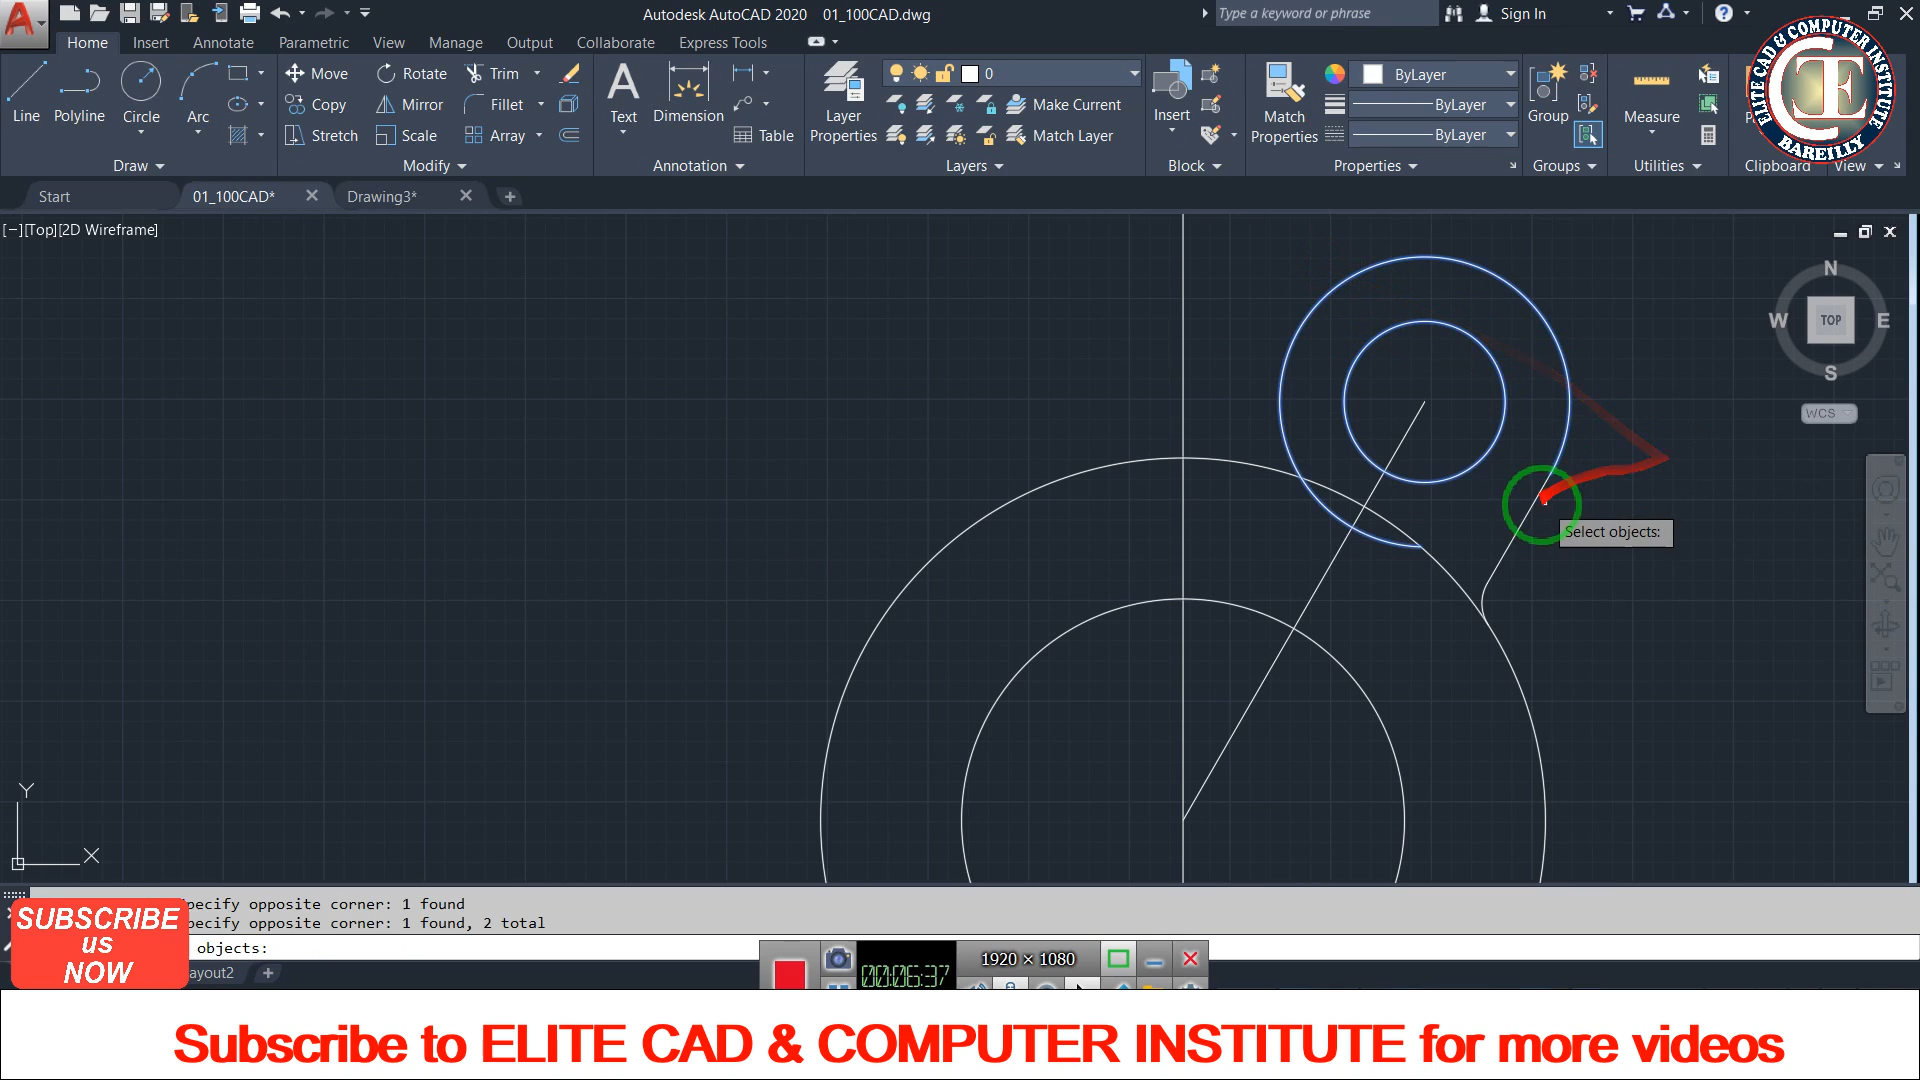 Autodesk AutoCAD 2020 01_100CAD.dwg
Type a keyword or phrase
Sign In
Home Insert Annotate Parametric View Manage Output Collaborate Express Tools
Line Polyline Circle Arc
Move Rotate Trim
Copy Mirror Fillet
Stretch Scale Array
Text Dimension Table
Layer Properties
0
Make Current
Match Layer
Insert
Match Properties
ByLayer
ByLayer
ByLayer
Group
Measure
Draw Modify Annotation Layers Block Properties Groups Utilities Clipboard View
ELITE CAD & COMPUTER INSTITUTE
BAREILLY
Start 01_100CAD* Drawing3*
[−][Top][2D Wireframe]
N
W TOP E
S
WCS
Select objects:
Y
X
pecify opposite corner: 1 found
pecify opposite corner: 1 found, 2 total
objects:
SUBSCRIBE
us
NOW
ayout2
1920 × 1080
00:06:37
Subscribe to ELITE CAD & COMPUTER INSTITUTE for more videos